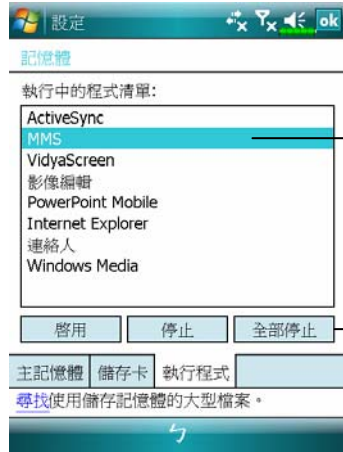 設定
ok
記憶體
執行中的程式清單:
ActiveSync
MMS
VidyaScreen
影像編輯
PowerPoint Mobile
Internet Explorer
連絡人
Windows Media
啓用 停止 全部停止
主記憶體 儲存卡 執行程式
尋找使用儲存記憶體的大型檔案。
ㄅ